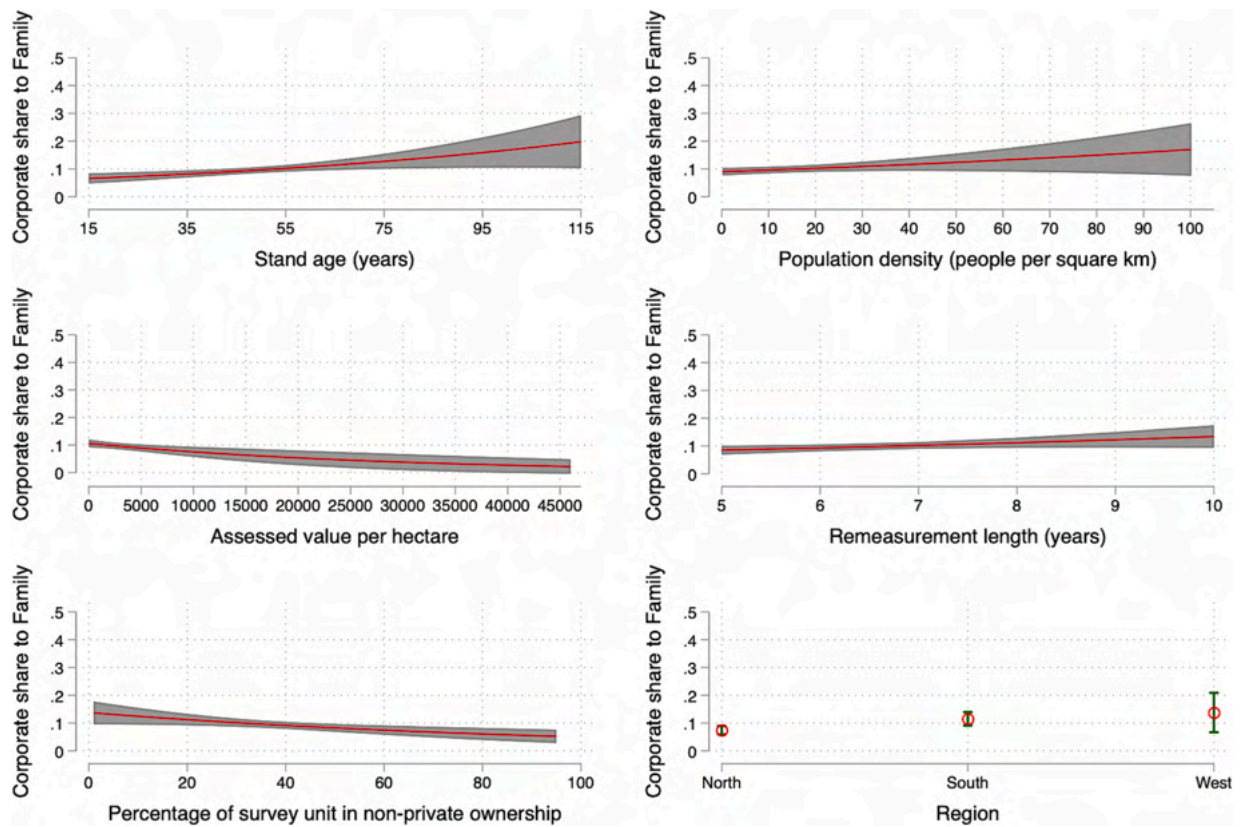 Corporate share to Family
.5
.4
.3
.2
.1
0
15 35 55 75 95 115
Stand age (years)
Corporate share to Family
.5
.4
.3
.2
.1
0
0 10 20 30 40 50 60 70 80 90 100
Population density (people per square km)
Corporate share to Family
.5
.4
.3
.2
.1
0
0 5000 10000 15000 20000 25000 30000 35000 40000 45000
Assessed value per hectare
Corporate share to Family
.5
.4
.3
.2
.1
0
5 6 7 8 9 10
Remeasurement length (years)
Corporate share to Family
.5
.4
.3
.2
.1
0
0 20 40 60 80 100
Percentage of survey unit in non-private ownership
Corporate share to Family
.5
.4
.3
.2
.1
0
North South West
Region